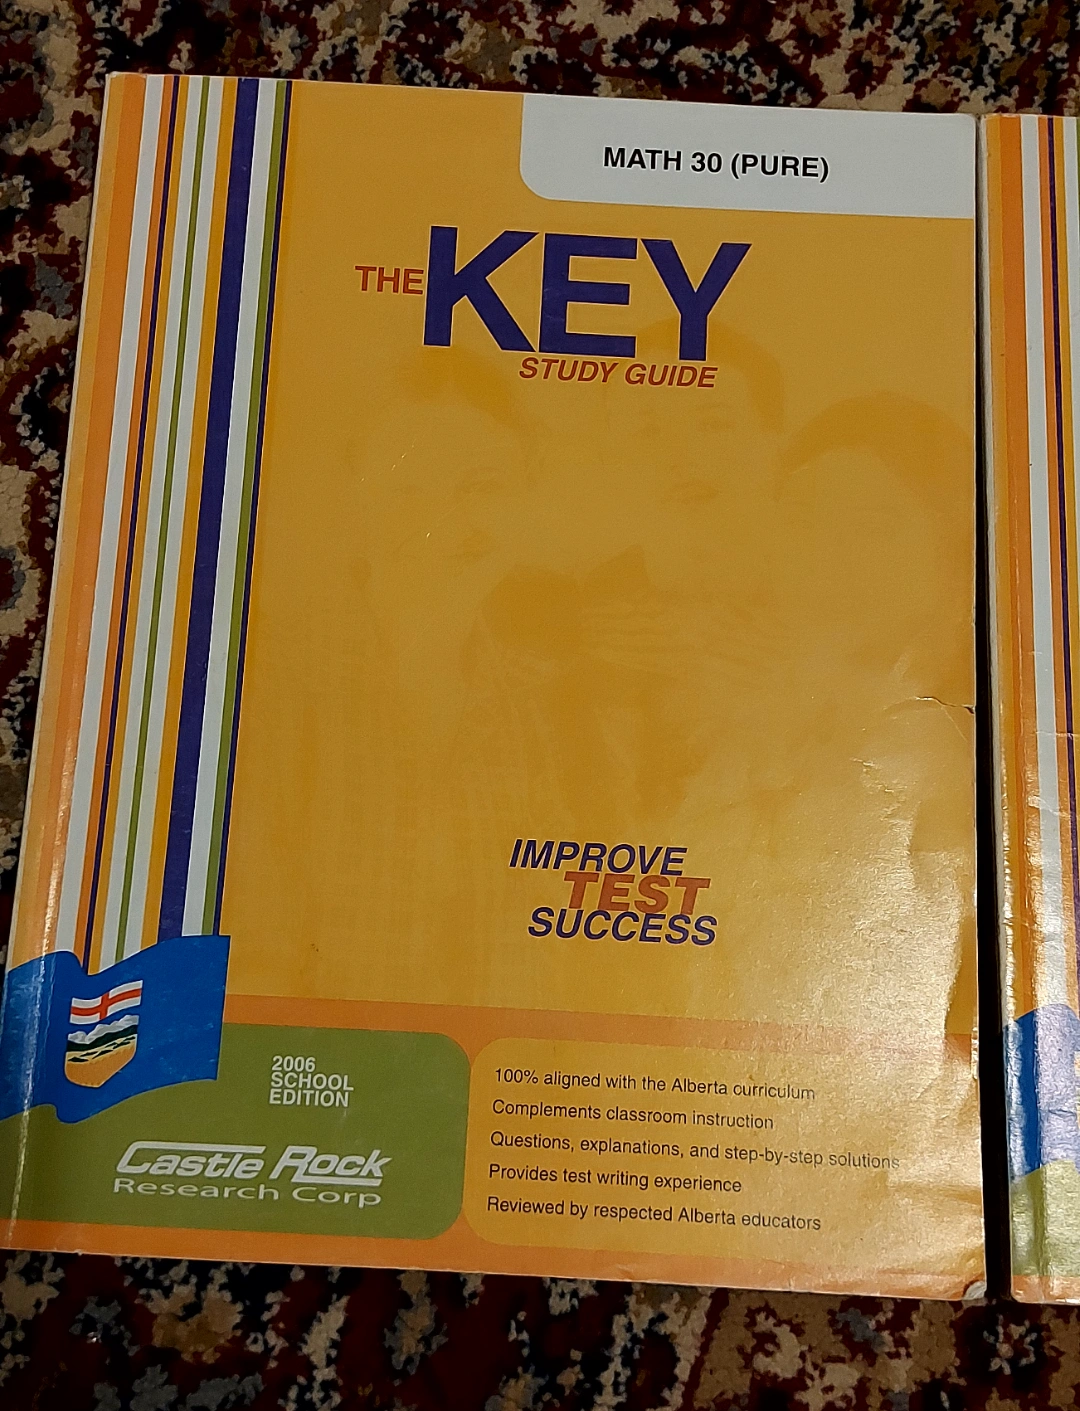 MATH 30 (PURE)
THE KEY
STUDY GUIDE
IMPROVE
TEST
SUCCESS
2006
SCHOOL
EDITION
Castle Rock
Research Corp
100% aligned with the Alberta curriculum
Complements classroom instruction
Questions, explanations, and step-by-step solutions
Provides test writing experience
Reviewed by respected Alberta educators